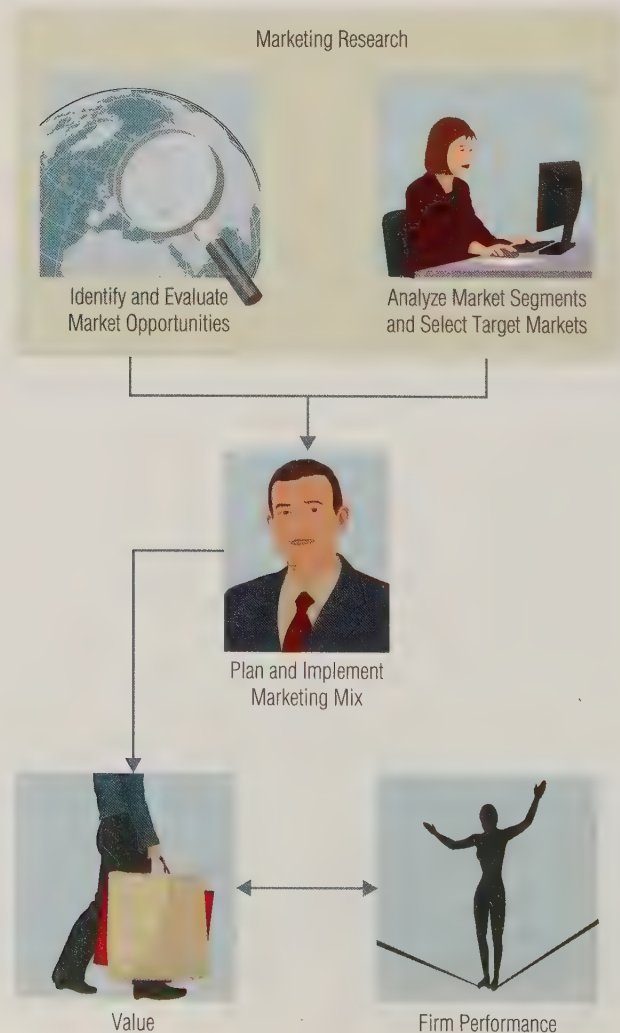 Marketing Research
Identify and Evaluate
Market Opportunities
Analyze Market Segments
and Select Target Markets
Plan and Implement
Marketing Mix
Value
Firm Performance